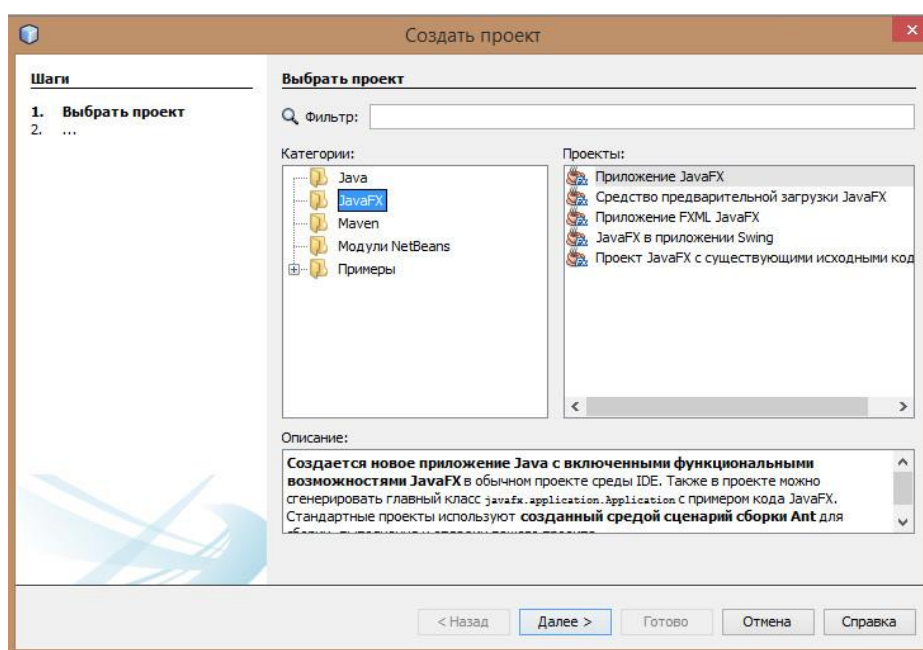 Создать проект
Шаги
1. Выбрать проект
2. ...
Выбрать проект
Фильтр:
Категории:
Java
JavaFX
Maven
Модули NetBeans
Примеры
Проекты:
Приложение JavaFX
Средство предварительной загрузки JavaFX
Приложение FXML JavaFX
JavaFX в приложении Swing
Проект JavaFX с существующими исходными код
Описание:
Создается новое приложение Java с включенными функциональными
возможностями JavaFX в обычном проекте среды IDE. Также в проекте можно
сгенерировать главный класс javafx.application.Application с примером кода JavaFX.
Стандартные проекты используют созданный средой сценарий сборки Ant для
< Назад
Далее >
Готово
Отмена
Справка